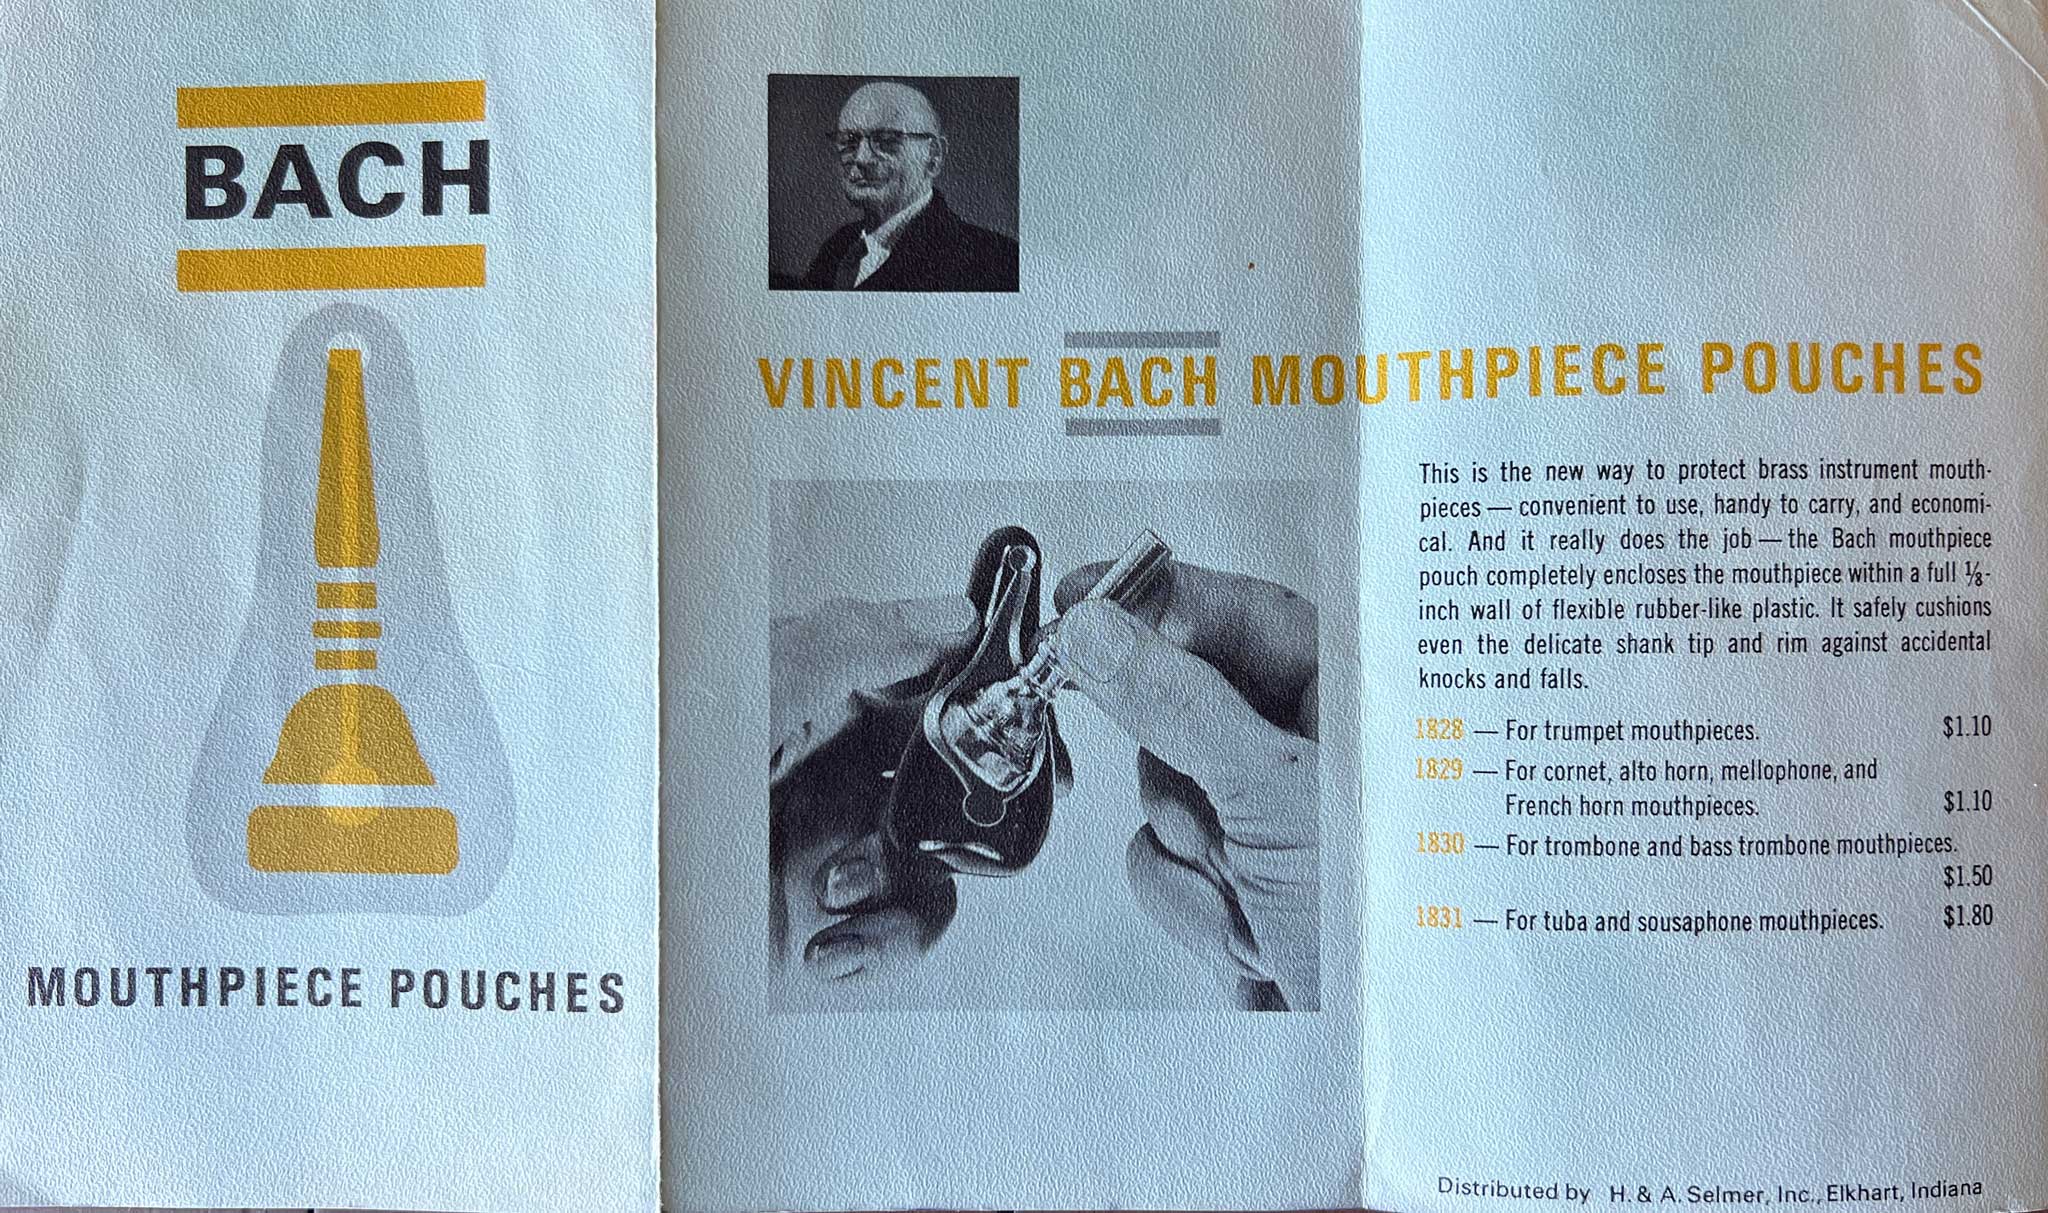 BACH
MOUTHPIECE POUCHES
VINCENT BACH MOUTHPIECE POUCHES
This is the new way to protect brass instrument mouth-
pieces — convenient to use, handy to carry, and economi-
cal. And it really does the job — the Bach mouthpiece
pouch completely encloses the mouthpiece within a full ⅛-
inch wall of flexible rubber-like plastic. It safely cushions
even the delicate shank tip and rim against accidental
knocks and falls.
1828 — For trumpet mouthpieces. $1.10
1829 — For cornet, alto horn, mellophone, and
French horn mouthpieces. $1.10
1830 — For trombone and bass trombone mouthpieces.
$1.50
1831 — For tuba and sousaphone mouthpieces. $1.80
Distributed by H. & A. Selmer, Inc., Elkhart, Indiana